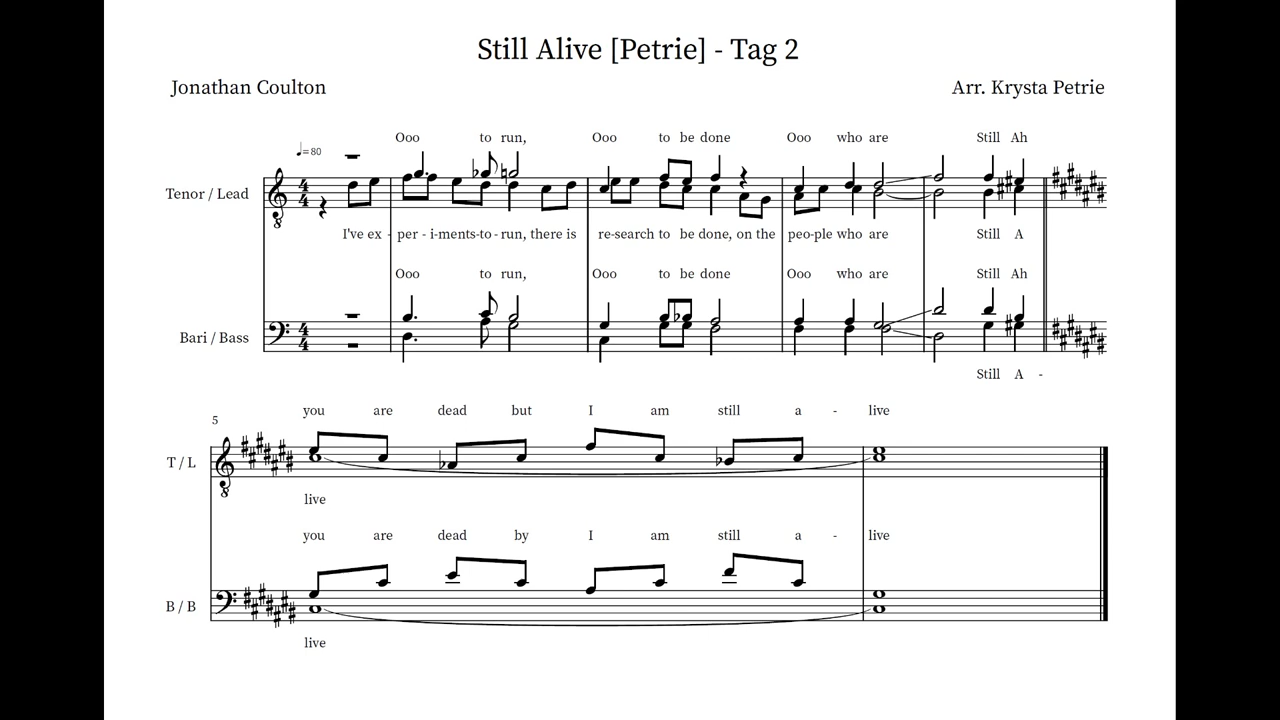 Still Alive [Petrie] - Tag 2
Jonathan Coulton
Arr. Krysta Petrie
Ooo to run, Ooo to be done Ooo who are Still Ah
♩=80
Tenor / Lead
I've ex - per - i-ments-to - run, there is re-search to be done, on the peo-ple who are Still A
Ooo to run, Ooo to be done Ooo who are Still Ah
Bari / Bass
Still A -
you are dead but I am still a - live
5
T / L
live
you are dead by I am still a - live
B / B
live